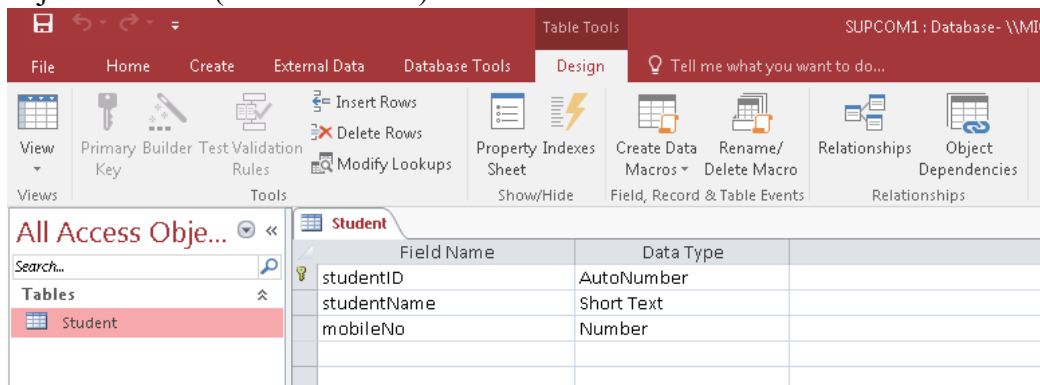 Table Tools SUPCOM1 : Database- \\MI
File Home Create External Data Database Tools Design Tell me what you want to do...
View
Views
Primary Key
Builder
Test Validation Rules
Insert Rows
Delete Rows
Modify Lookups
Tools
Property Sheet
Indexes
Show/Hide
Create Data Macros
Rename/ Delete Macro
Field, Record & Table Events
Relationships
Object Dependencies
Relationships
All Access Obje...
Search...
Tables
Student
Student
Field Name Data Type
studentID AutoNumber
studentName Short Text
mobileNo Number